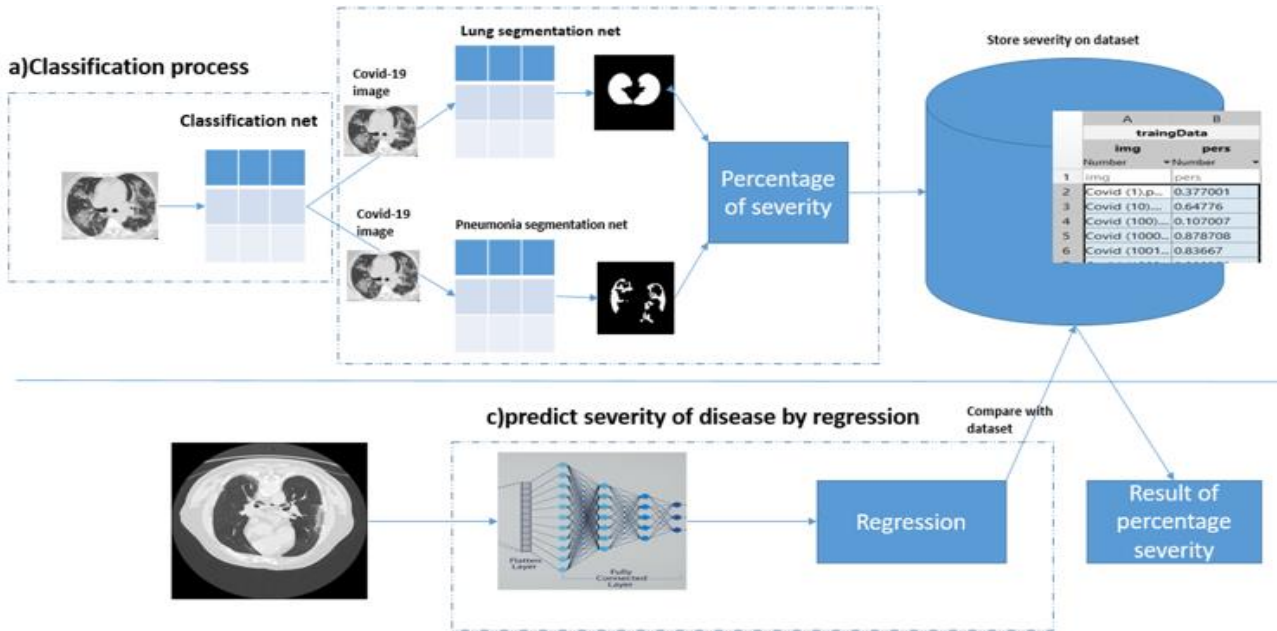 a)Classification process
Classification net
Lung segmentation net
Covid-19
image
Covid-19
image
Pneumonia segmentation net
Percentage
of severity
Store severity on dataset
A B
traingData
img pers
Number Number
1 img pers
2 Covid (1).p... 0.377001
3 Covid (10).... 0.64776
4 Covid (100).... 0.107007
5 Covid (1000... 0.878708
6 Covid (1001... 0.83667
c)predict severity of disease by regression
Compare with
dataset
Flatten
Layer
Fully
Connected
Layer
Regression
Result of
percentage
severity